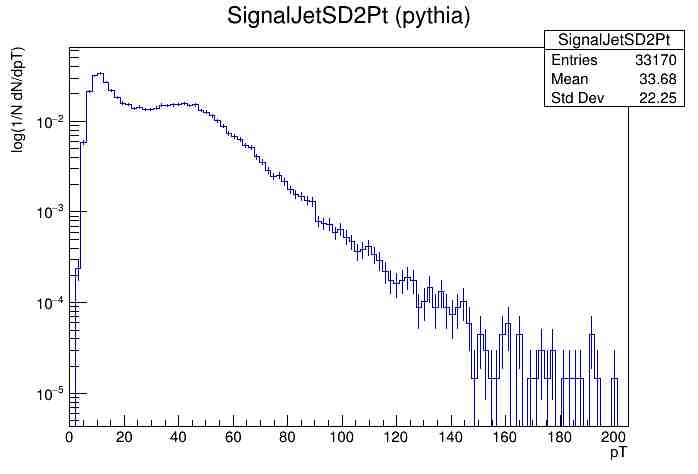 SignalJetSD2Pt (pythia)
SignalJetSD2Pt
Entries 33170
Mean 33.68
Std Dev 22.25
log(1/N dN/dpT)
10−2
10−3
10−4
10−5
0 20 40 60 80 100 120 140 160 180 200
pT